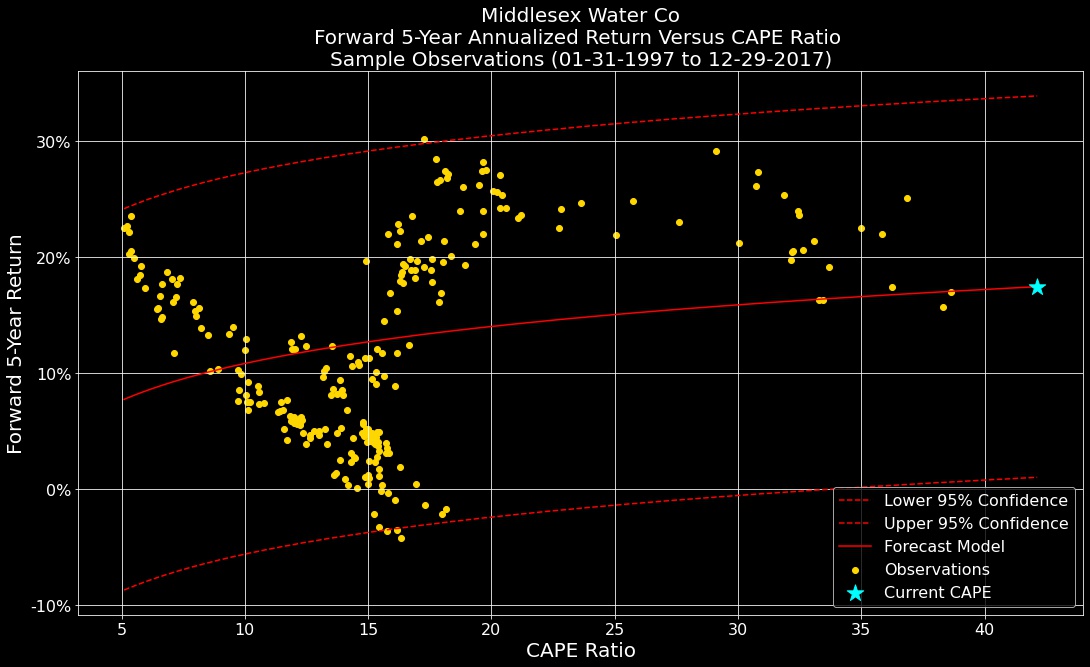 Middlesex Water Co
Forward 5-Year Annualized Return Versus CAPE Ratio
Sample Observations (01-31-1997 to 12-29-2017)
Forward 5-Year Return
30%
20%
10%
0%
-10%
5
10
15
20
25
30
35
40
CAPE Ratio
Lower 95% Confidence
Upper 95% Confidence
Forecast Model
Observations
Current CAPE